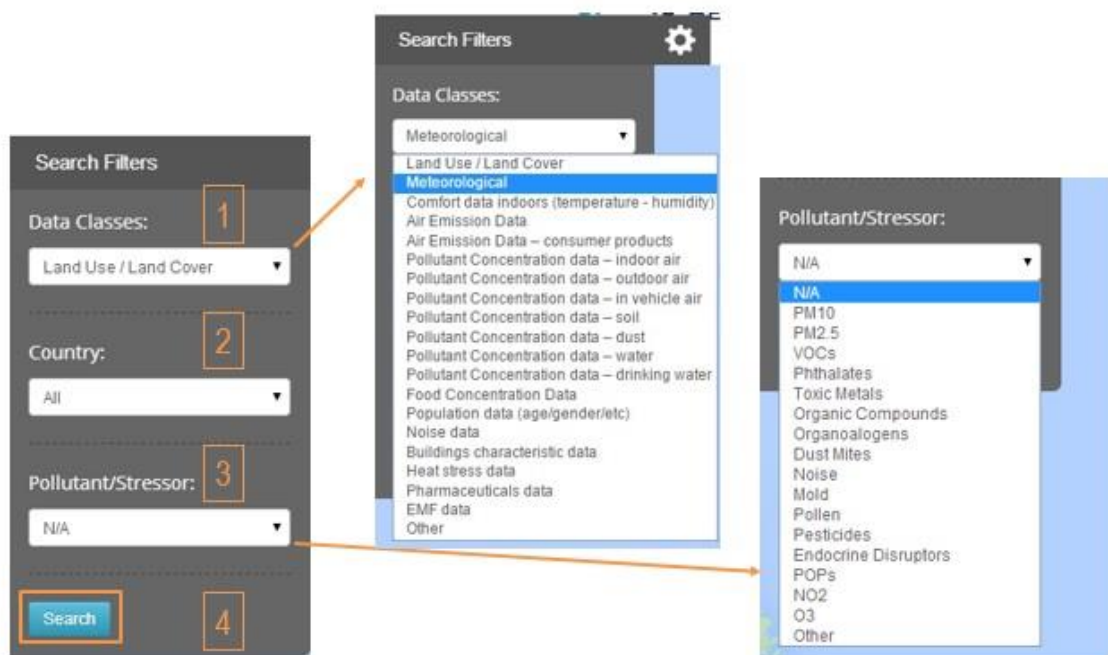 Search Filters
Data Classes:
1
Land Use / Land Cover
Country:
2
All
Pollutant/Stressor:
3
N/A
Search
4
Search Filters
Data Classes:
Meteorological
Land Use / Land Cover
Meteorological
Comfort data indoors (temperature - humidity)
Air Emission Data
Air Emission Data – consumer products
Pollutant Concentration data – indoor air
Pollutant Concentration data – outdoor air
Pollutant Concentration data – in vehicle air
Pollutant Concentration data – soil
Pollutant Concentration data – dust
Pollutant Concentration data – water
Pollutant Concentration data – drinking water
Food Concentration Data
Population data (age/gender/etc)
Noise data
Buildings characteristic data
Heat stress data
Pharmaceuticals data
EMF data
Other
Pollutant/Stressor:
N/A
N/A
PM10
PM2.5
VOCs
Phthalates
Toxic Metals
Organic Compounds
Organoalogens
Dust Mites
Noise
Mold
Pollen
Pesticides
Endocrine Disruptors
POPs
NO2
O3
Other